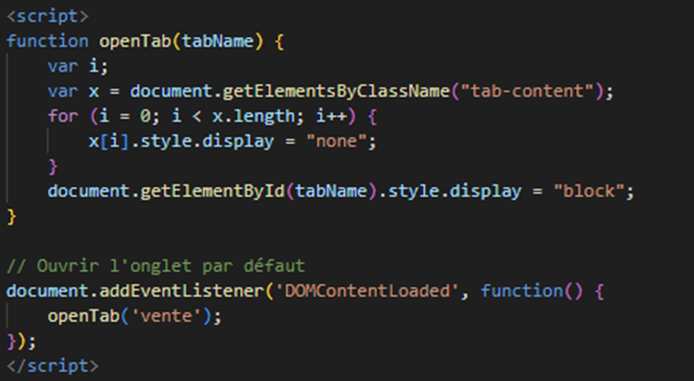 <script>
function openTab(tabName) {
var i;
var x = document.getElementsByClassName("tab-content");
for (i = 0; i < x.length; i++) {
x[i].style.display = "none";
}
document.getElementById(tabName).style.display = "block";
}
// Ouvrir l'onglet par défaut
document.addEventListener('DOMContentLoaded', function() {
openTab('vente');
});
</script>